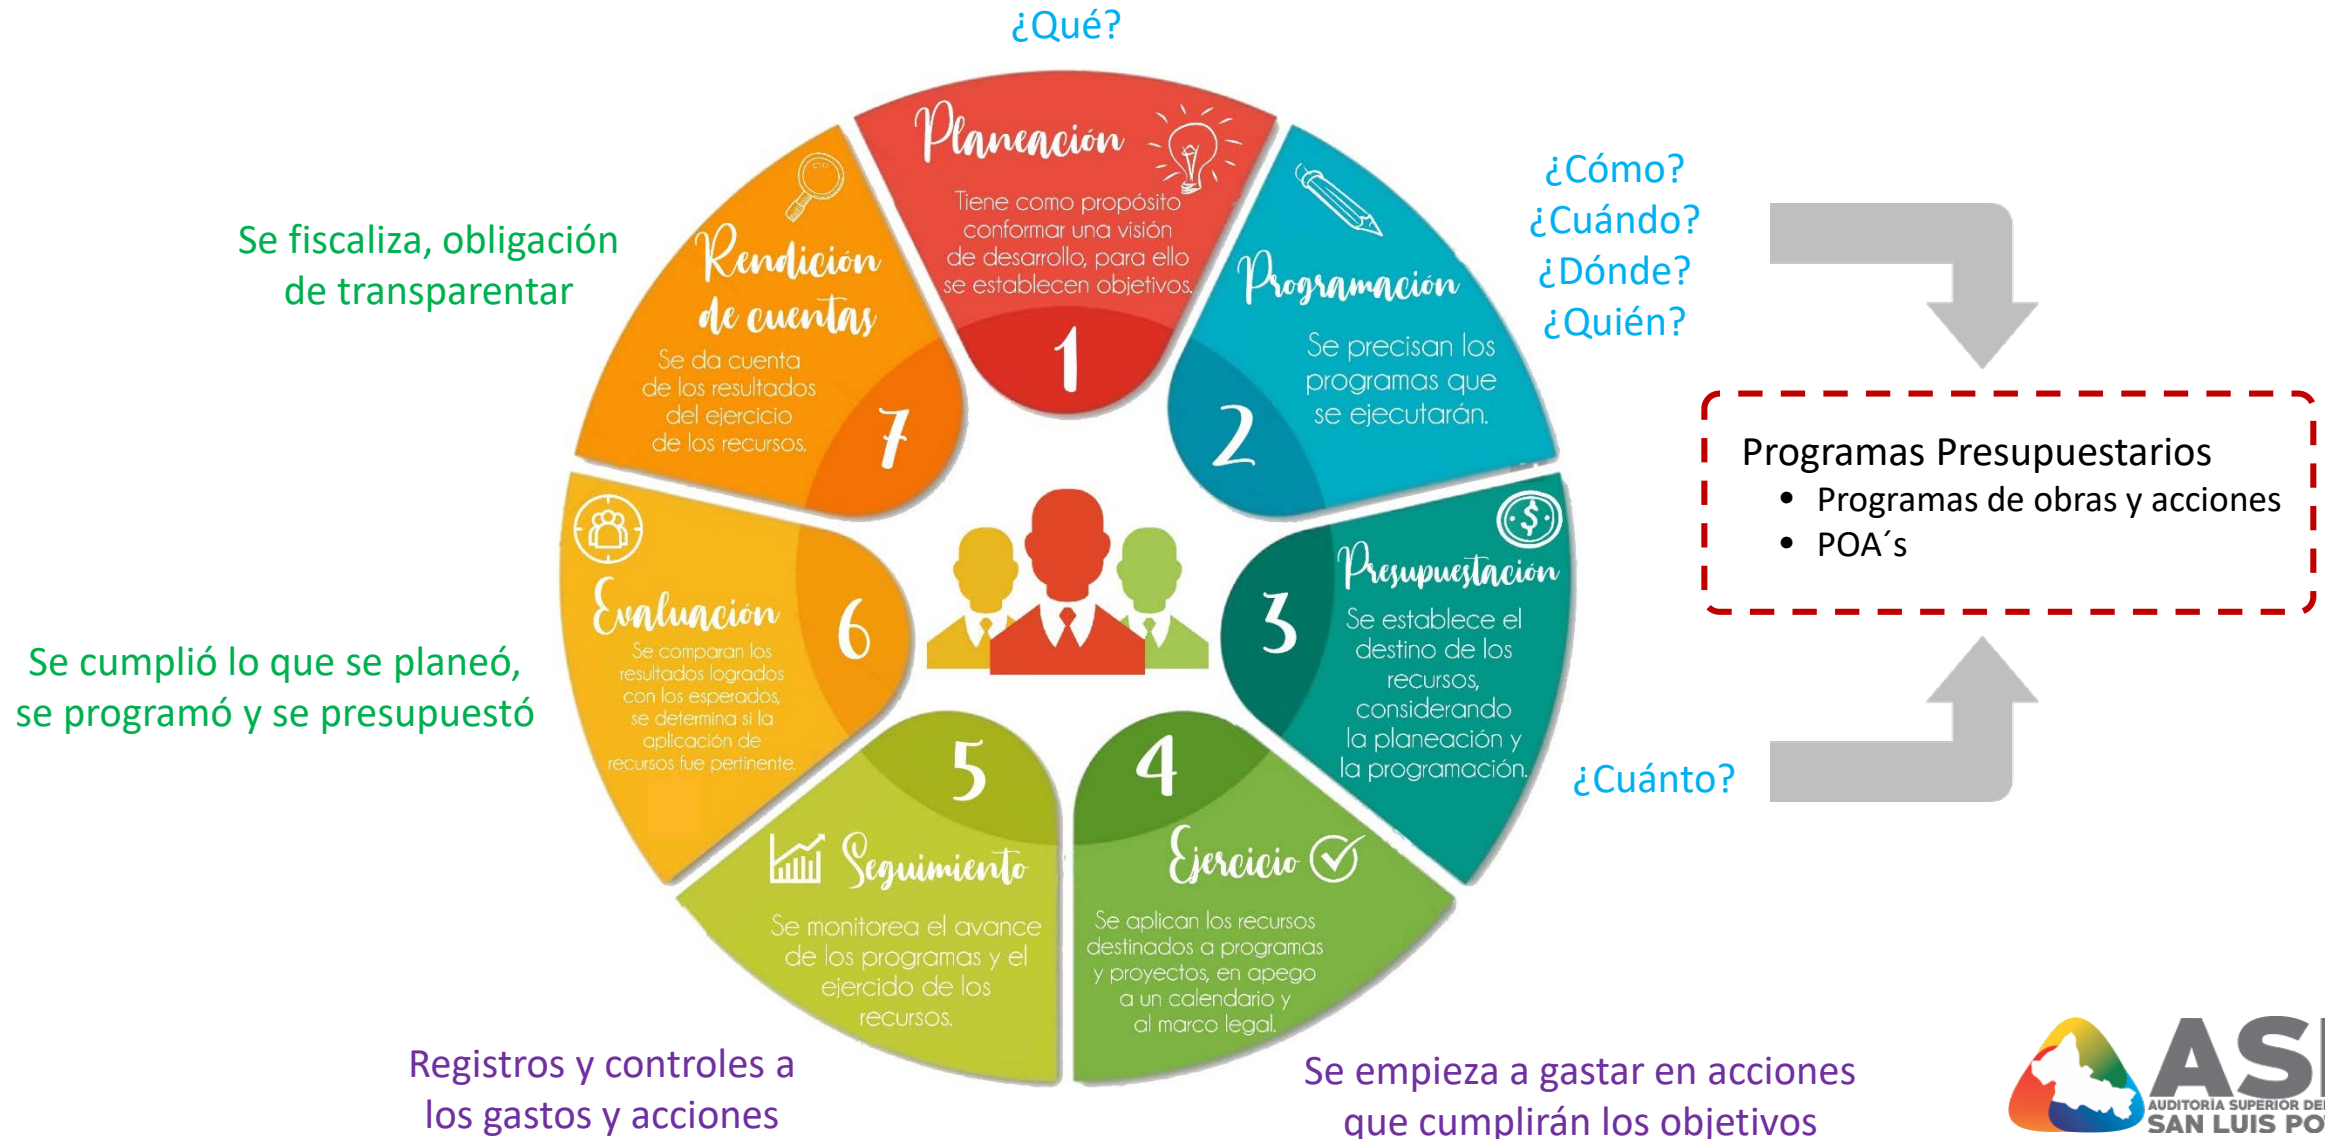 ¿Qué?
Planeación
Tiene como propósito
conformar una visión
de desarrollo, para ello
se establecen objetivos.
1
¿Cómo?
¿Cuándo?
¿Dónde?
¿Quién?
Programación
Se precisan los
programas que
se ejecutarán.
2
Programas Presupuestarios
• Programas de obras y acciones
• POA´s
Presupuestación
Se establece el
destino de los
recursos,
considerando
la planeación y
la programación.
3
¿Cuánto?
4
Ejercicio
Se aplican los recursos
destinados a programas
y proyectos, en apego
a un calendario y
al marco legal.
Se empieza a gastar en acciones
que cumplirán los objetivos
5
Seguimiento
Se monitorea el avance
de los programas y el
ejercido de los
recursos.
Registros y controles a
los gastos y acciones
Evaluación
Se comparan los
resultados logrados
con los esperados,
se determina si la
aplicación de
recursos fue pertinente.
6
Se cumplió lo que se planeó,
se programó y se presupuestó
Rendición
de cuentas
Se da cuenta
de los resultados
del ejercicio
de los recursos.
7
Se fiscaliza, obligación
de transparentar
AS
AUDITORÍA SUPERIOR DE
SAN LUIS PO